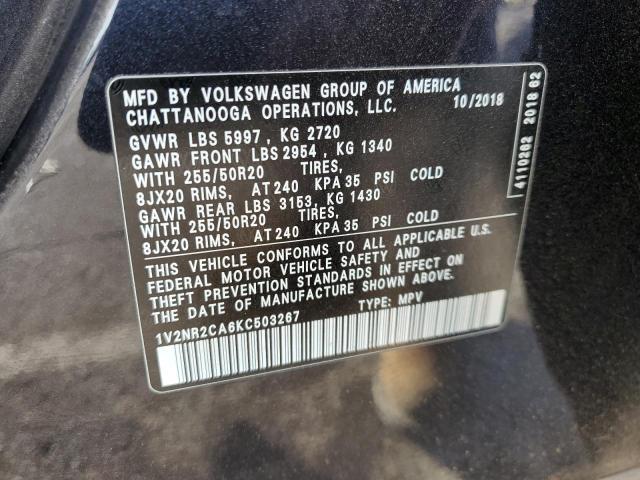 MFD BY VOLKSWAGEN GROUP OF AMERICA
CHATTANOOGA OPERATIONS, LLC. 10/2018
GVWR LBS 5997 , KG 2720
GAWR FRONT LBS 2954 , KG 1340
WITH 255/50R20 TIRES,
8JX20 RIMS, AT 240 KPA 35 PSI COLD
GAWR REAR LBS 3153, KG 1430
WITH 255/50R20 TIRES,
8JX20 RIMS, AT 240 KPA 35 PSI COLD
THIS VEHICLE CONFORMS TO ALL APPLICABLE U.S.
FEDERAL MOTOR VEHICLE SAFETY AND
THEFT PREVENTION STANDARDS IN EFFECT ON
THE DATE OF MANUFACTURE SHOWN ABOVE.
1V2NR2CA6KC503267 TYPE: MPV
4110262 2018 62